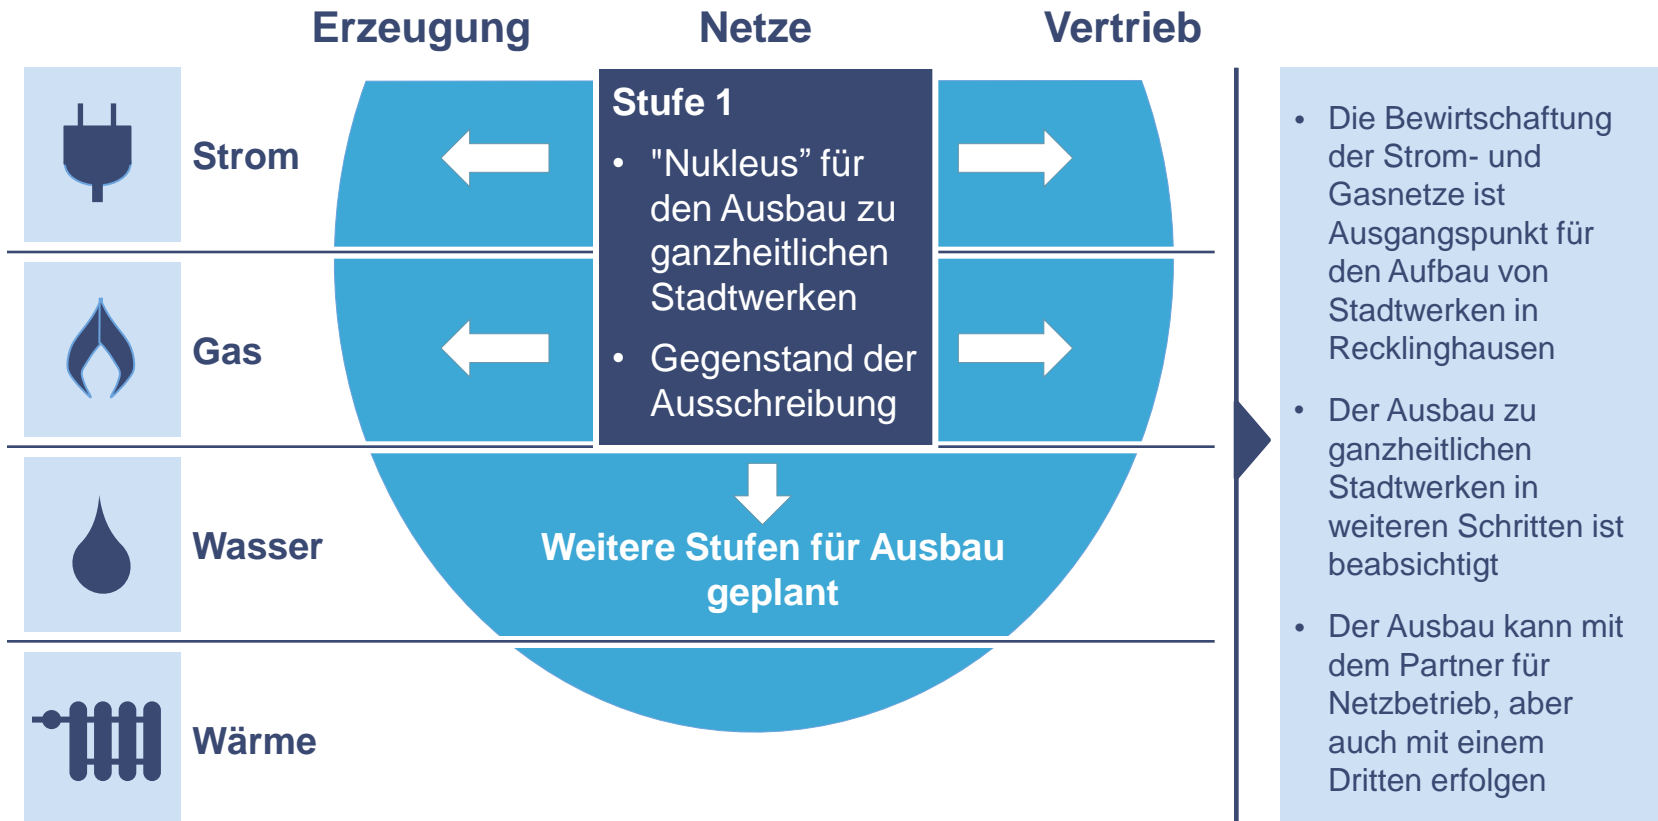 Erzeugung Netze Vertrieb
Strom
Gas
Wasser
Wärme
Stufe 1
• "Nukleus” für
den Ausbau zu
ganzheitlichen
Stadtwerken
• Gegenstand der
Ausschreibung
Weitere Stufen für Ausbau
geplant
• Die Bewirtschaftung
der Strom- und
Gasnetze ist
Ausgangspunkt für
den Aufbau von
Stadtwerken in
Recklinghausen
• Der Ausbau zu
ganzheitlichen
Stadtwerken in
weiteren Schritten ist
beabsichtigt
• Der Ausbau kann mit
dem Partner für
Netzbetrieb, aber
auch mit einem
Dritten erfolgen